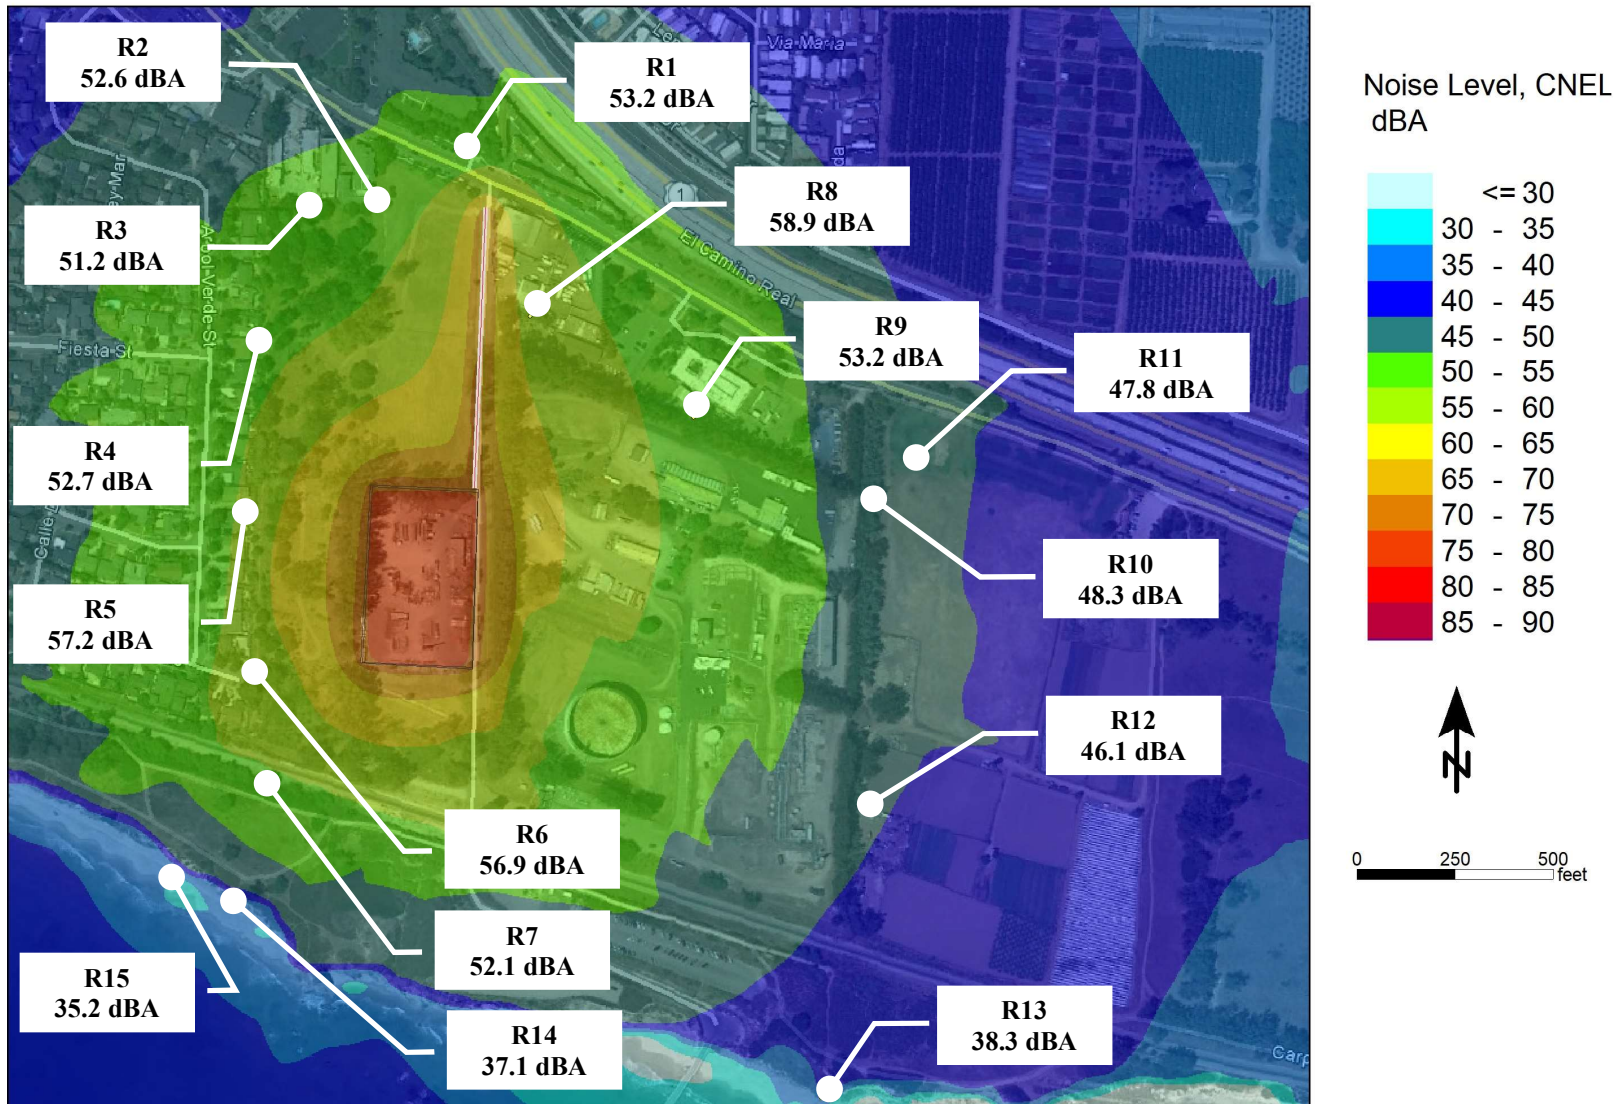 R2
52.6 dBA
R1
53.2 dBA
Via Maria
R3
51.2 dBA
R8
58.9 dBA
1
El Camino Real
R9
53.2 dBA
R11
47.8 dBA
Fiesta St
R4
52.7 dBA
R10
48.3 dBA
R5
57.2 dBA
R12
46.1 dBA
R6
56.9 dBA
R7
52.1 dBA
R15
35.2 dBA
R14
37.1 dBA
R13
38.3 dBA
Carp
Noise Level, CNEL
dBA
<= 30
30 - 35
35 - 40
40 - 45
45 - 50
50 - 55
55 - 60
60 - 65
65 - 70
70 - 75
75 - 80
80 - 85
85 - 90
N
0 250 500
feet